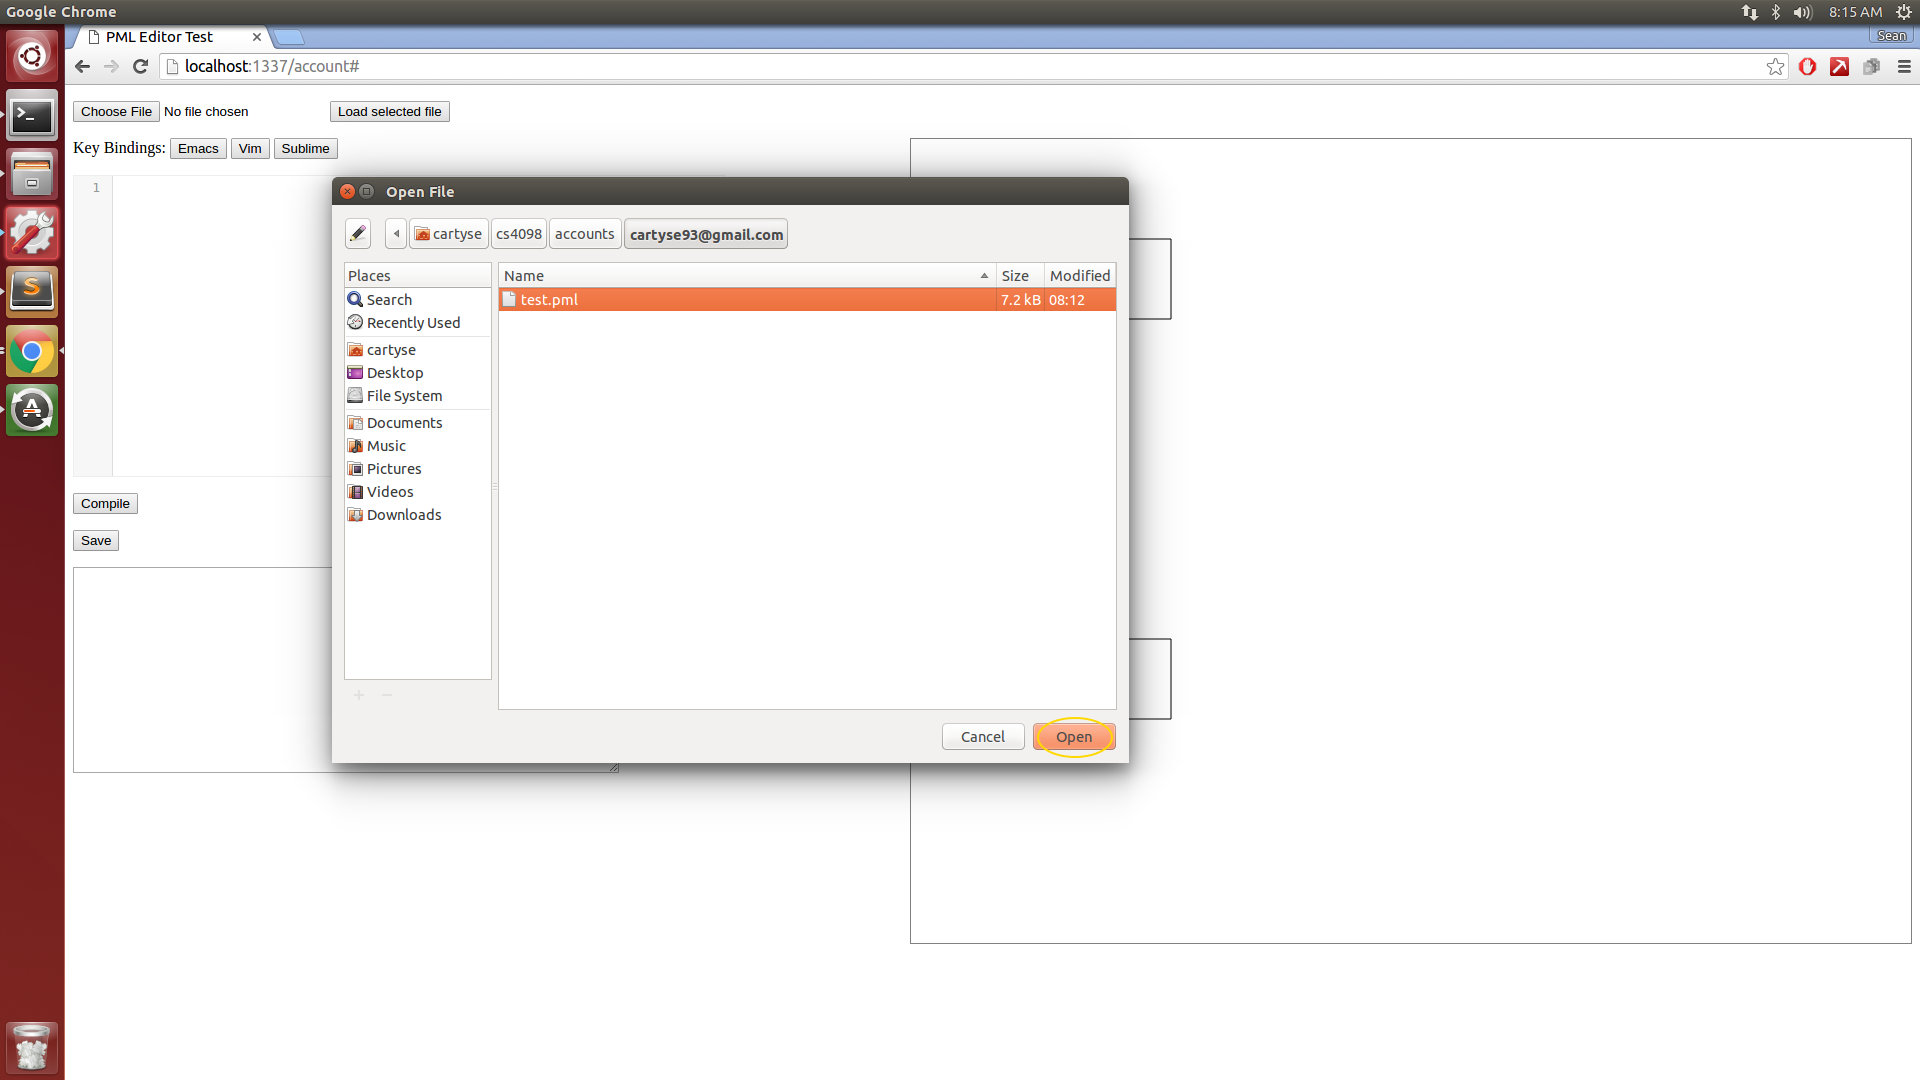 Google Chrome
8:15 AM
PML Editor Test
Sean
localhost:1337/account#
Choose File No file chosen Load selected file
Key Bindings: Emacs Vim Sublime
1
Open File
cartyse cs4098 accounts cartyse93@gmail.com
Places
Name Size Modified
Search
test.pml 7.2 kB 08:12
Recently Used
cartyse
Desktop
File System
Documents
Music
Pictures
Videos
Downloads
Compile
Save
Cancel Open